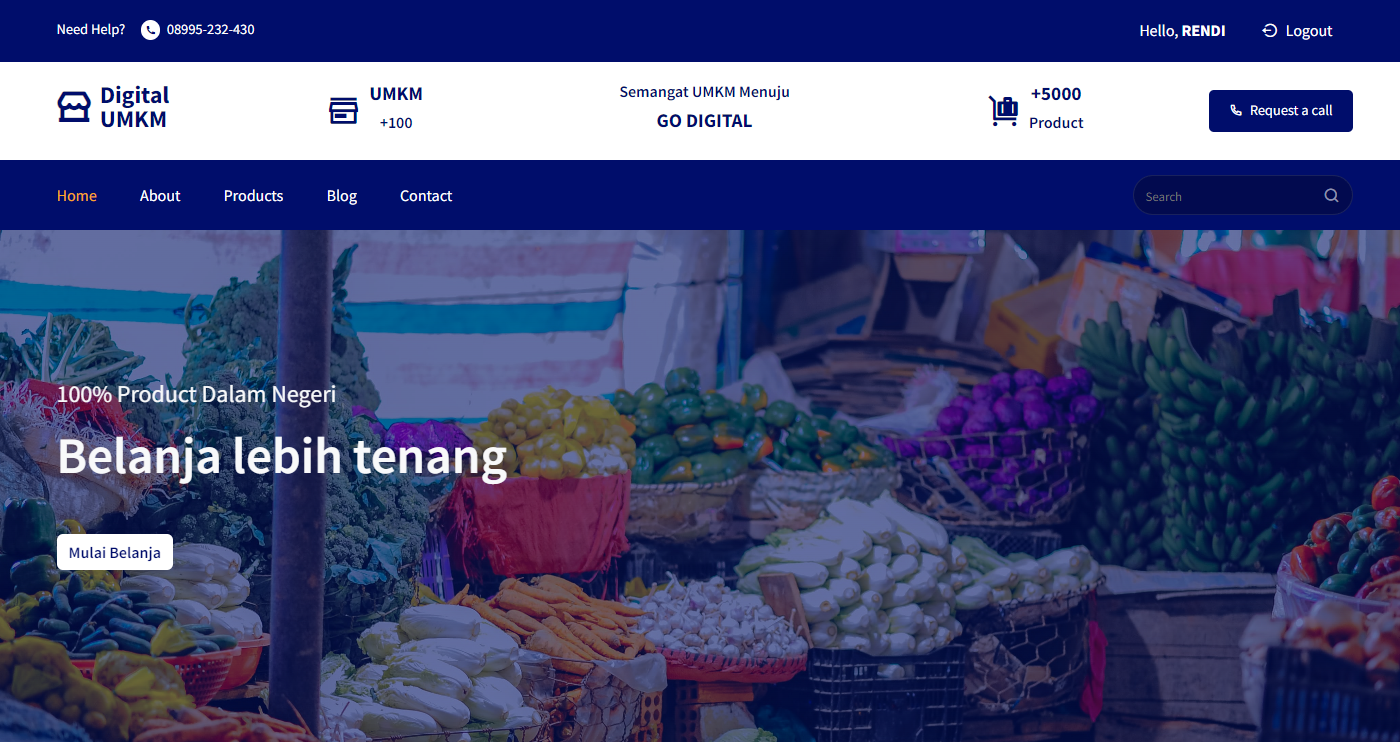 Need Help? 08995-232-430
Hello, RENDI Logout
Digital
UMKM
UMKM
+100
Semangat UMKM Menuju
GO DIGITAL
+5000
Product
Request a call
Home About Products Blog Contact
Search
100% Product Dalam Negeri
Belanja lebih tenang
Mulai Belanja